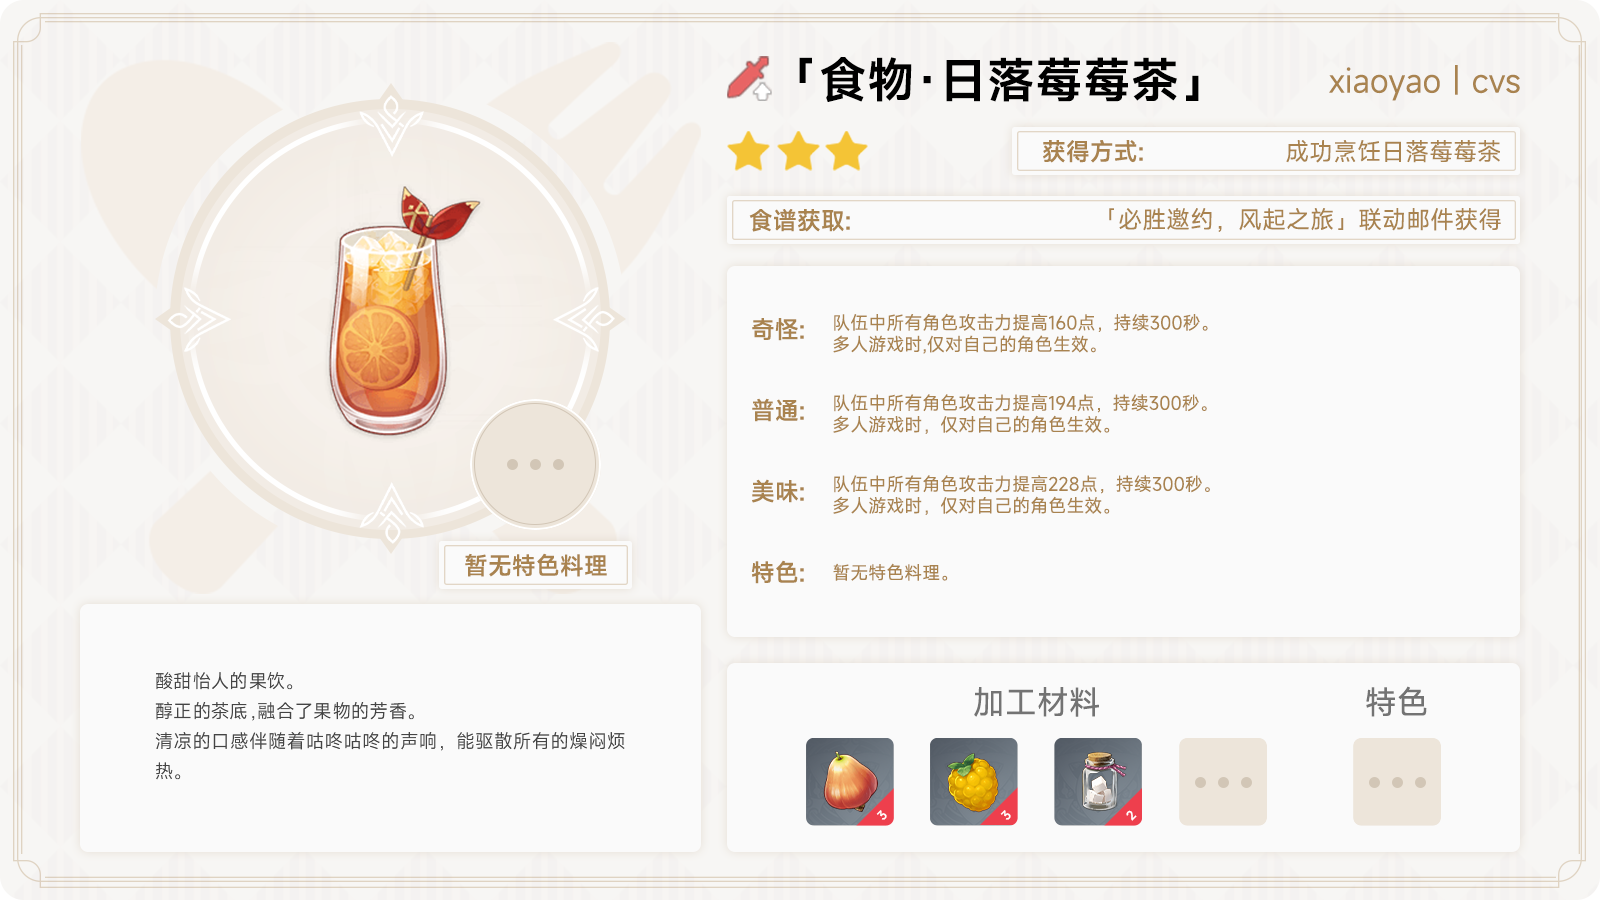 「食物·日落莓莓茶」
xiaoyao | cvs
获得方式:
成功烹饪日落莓莓茶
食谱获取:
「必胜邀约，风起之旅」联动邮件获得
奇怪:
队伍中所有角色攻击力提高160点，持续300秒。
多人游戏时,仅对自己的角色生效。
普通:
队伍中所有角色攻击力提高194点，持续300秒。
多人游戏时，仅对自己的角色生效。
美味:
队伍中所有角色攻击力提高228点，持续300秒。
多人游戏时，仅对自己的角色生效。
特色:
暂无特色料理。
暂无特色料理
酸甜怡人的果饮。
醇正的茶底,融合了果物的芳香。
清凉的口感伴随着咕咚咕咚的声响，能驱散所有的燥闷烦
热。
加工材料
特色
3
3
2